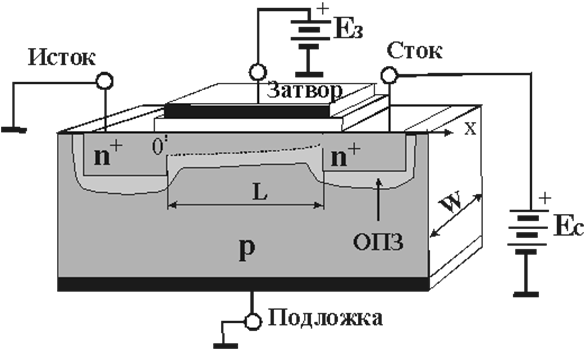 +
Eз
Исток
Сток
Затвор
n⁺
0
n⁺
x
L
W
+
Ec
ОПЗ
p
Подложка